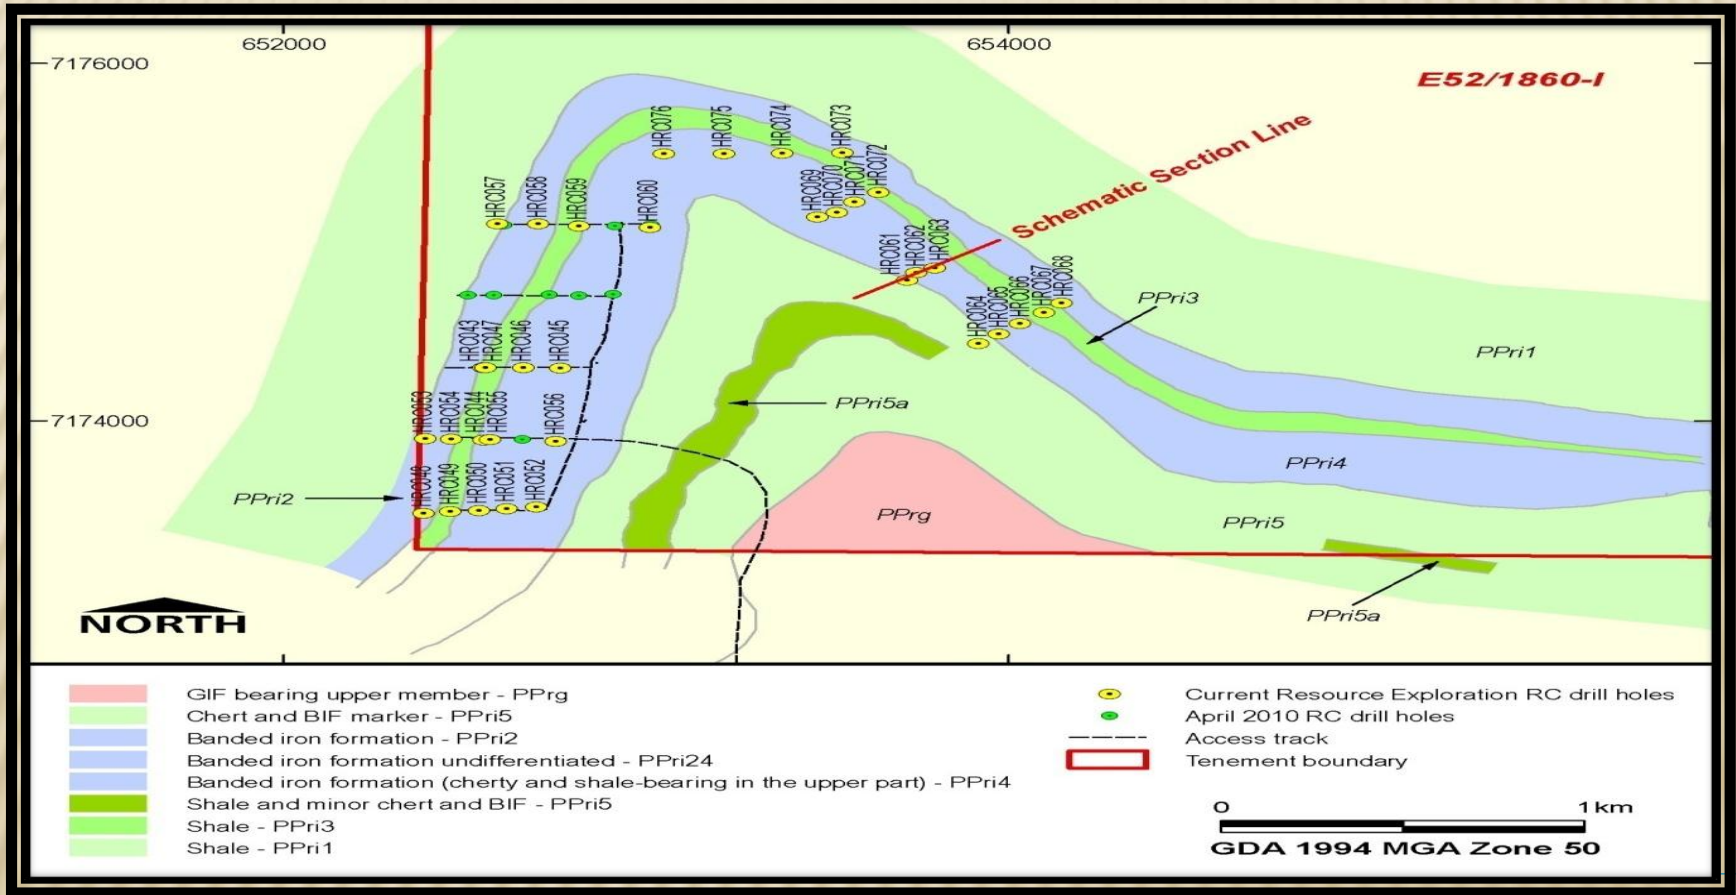 652000
654000
7176000
E52/1860-I
HRC076
HRC075
HRC074
HRC073
HRC072
HRC071
HRC070
HRC069
HRC057
HRC058
HRC059
HRC060
Schematic Section Line
HRC061
HRC062
HRC063
HRC064
HRC065
HRC066
HRC067
HRC068
PPri3
HRC043
HRC047
HRC046
HRC045
PPri1
PPri5a
7174000
HRC053
HRC054
HRC044
HRC055
HRC056
PPri4
HRC048
HRC049
HRC050
HRC051
HRC052
PPri2
PPrg
PPri5
PPri5a
NORTH
GIF bearing upper member - PPrg
Chert and BIF marker - PPri5
Banded iron formation - PPri2
Banded iron formation undifferentiated - PPri24
Banded iron formation (cherty and shale-bearing in the upper part) - PPri4
Shale and minor chert and BIF - PPri5
Shale - PPri3
Shale - PPri1
Current Resource Exploration RC drill holes
April 2010 RC drill holes
Access track
Tenement boundary
0 1km
GDA 1994 MGA Zone 50